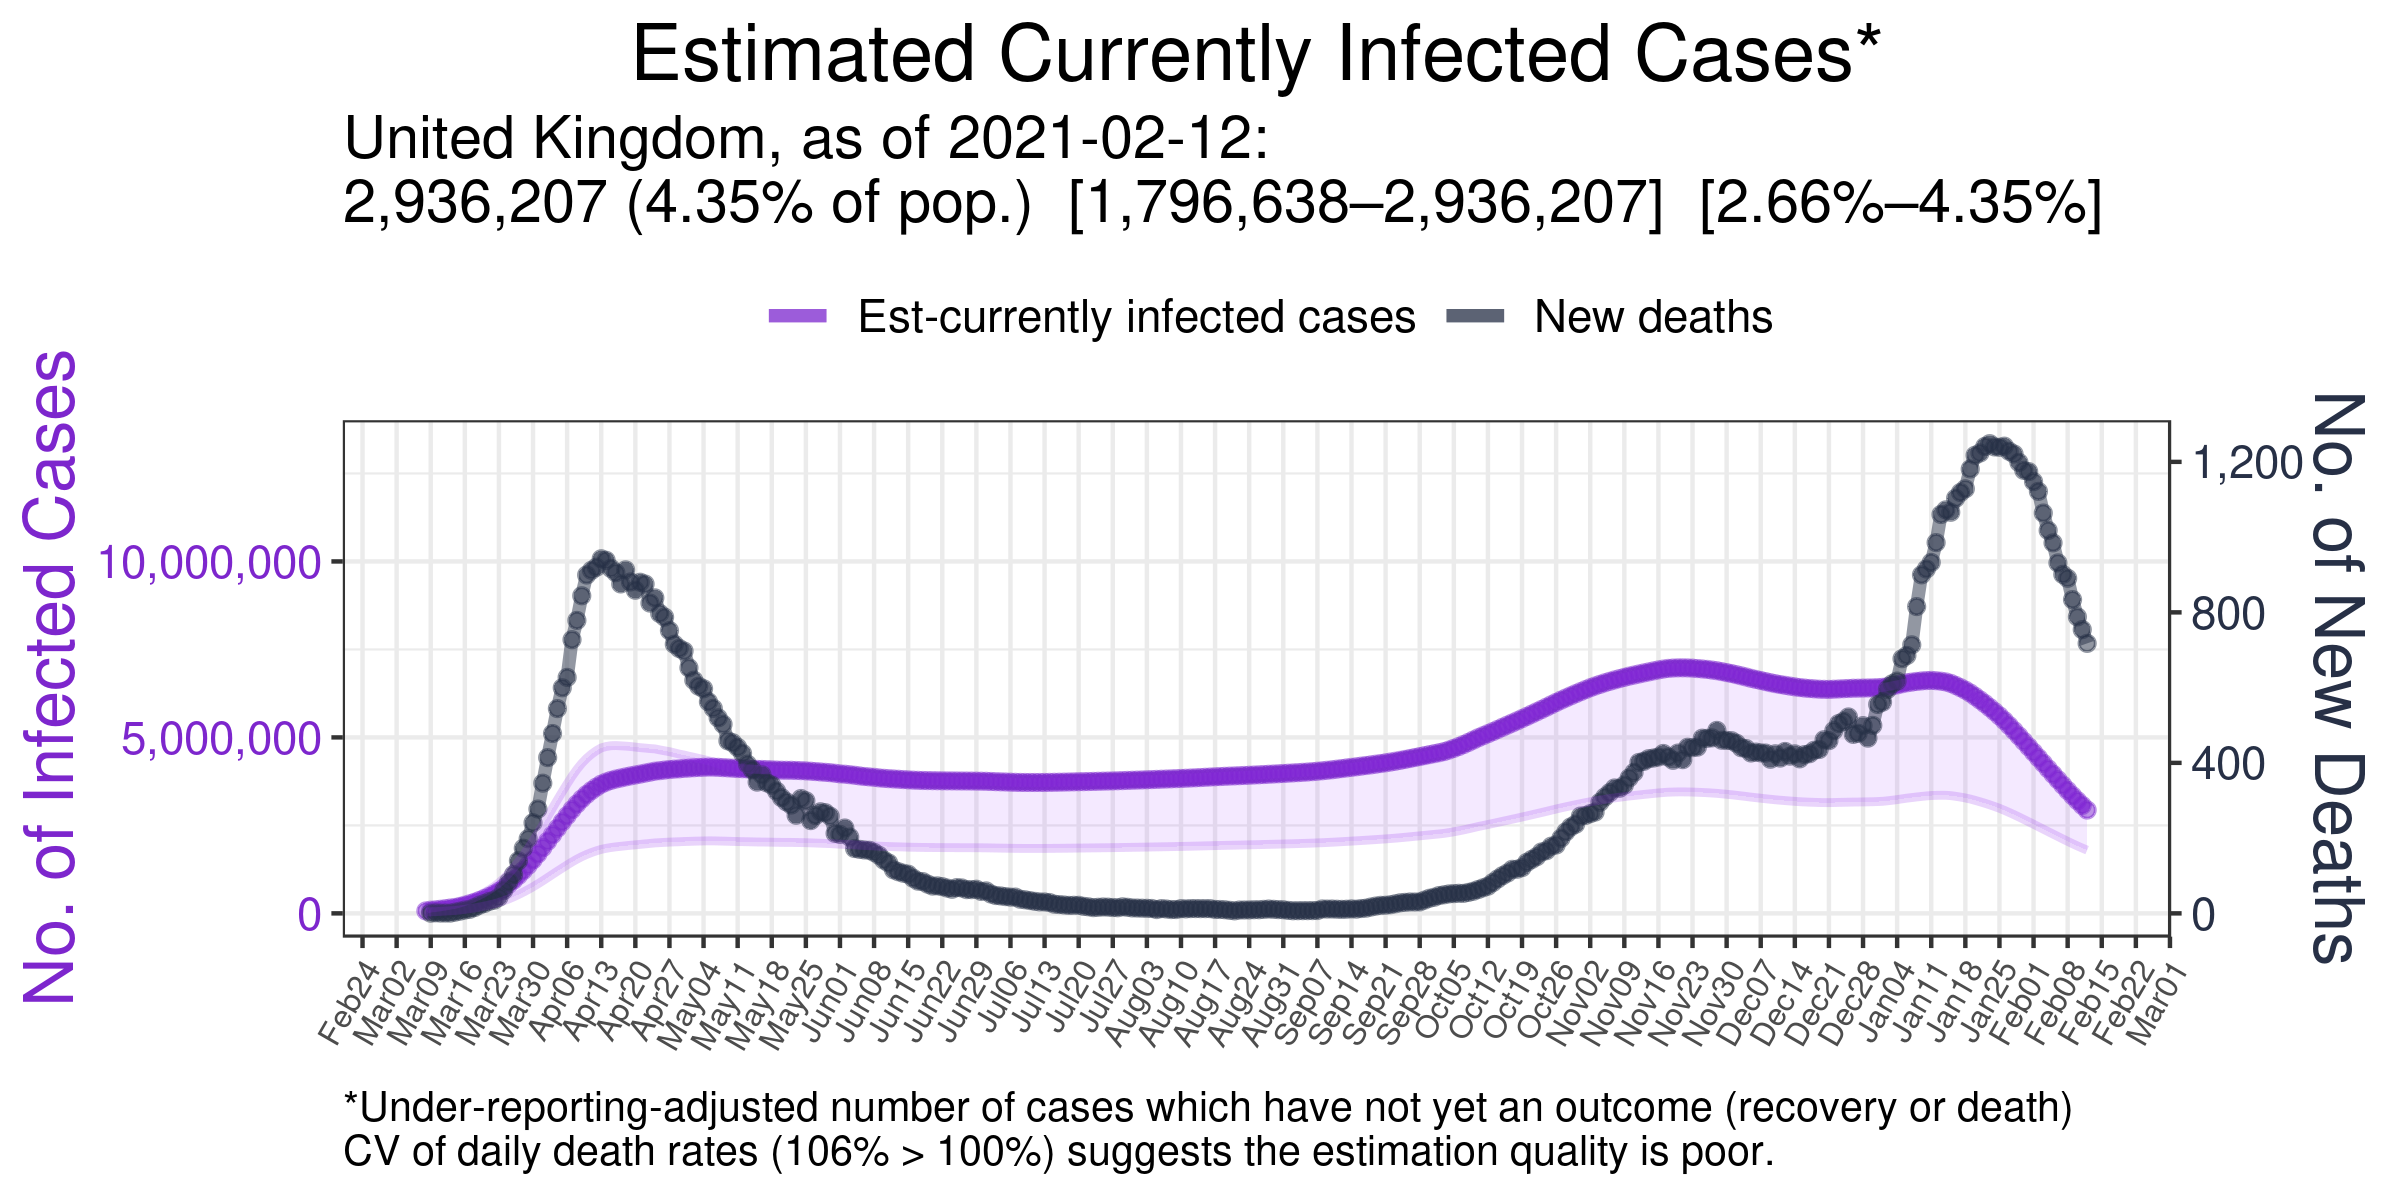 Estimated Currently Infected Cases*
United Kingdom, as of 2021-02-12:
2,936,207 (4.35% of pop.) [1,796,638–2,936,207] [2.66%–4.35%]
Est-currently infected cases
New deaths
No. of Infected Cases
10,000,000
5,000,000
0
1,200
800
400
0
No. of New Deaths
Feb24
Mar02
Mar09
Mar16
Mar23
Mar30
Apr06
Apr13
Apr20
Apr27
May04
May11
May18
May25
Jun01
Jun08
Jun15
Jun22
Jun29
Jul06
Jul13
Jul20
Jul27
Aug03
Aug10
Aug17
Aug24
Aug31
Sep07
Sep14
Sep21
Sep28
Oct05
Oct12
Oct19
Oct26
Nov02
Nov09
Nov16
Nov23
Nov30
Dec07
Dec14
Dec21
Dec28
Jan04
Jan11
Jan18
Jan25
Feb01
Feb08
Feb15
Feb22
Mar01
*Under-reporting-adjusted number of cases which have not yet an outcome (recovery or death)
CV of daily death rates (106% > 100%) suggests the estimation quality is poor.